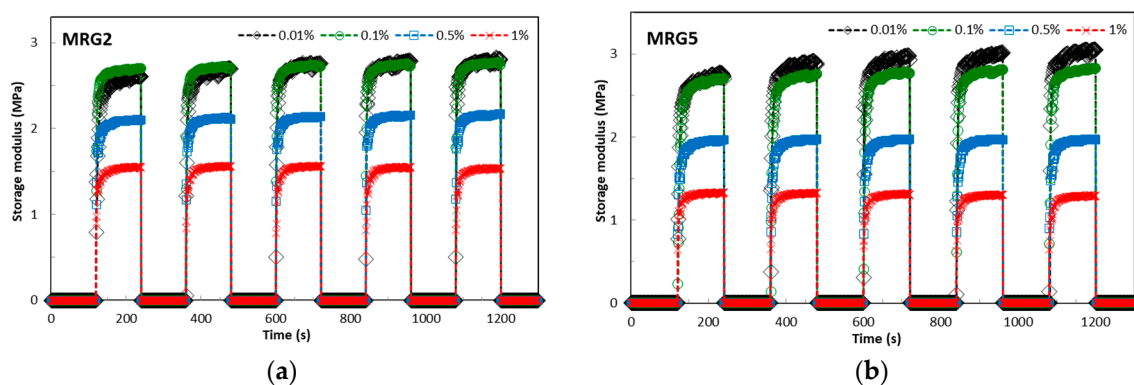 MRG2
0.01% 0.1% 0.5% 1%
Storage modulus (MPa)
3
2
1
0
0 200 400 600 800 1000 1200
Time (s)
(a)
MRG5
0.01% 0.1% 0.5% 1%
Storage modulus (MPa)
3
2
1
0
0 200 400 600 800 1000 1200
Time (s)
(b)